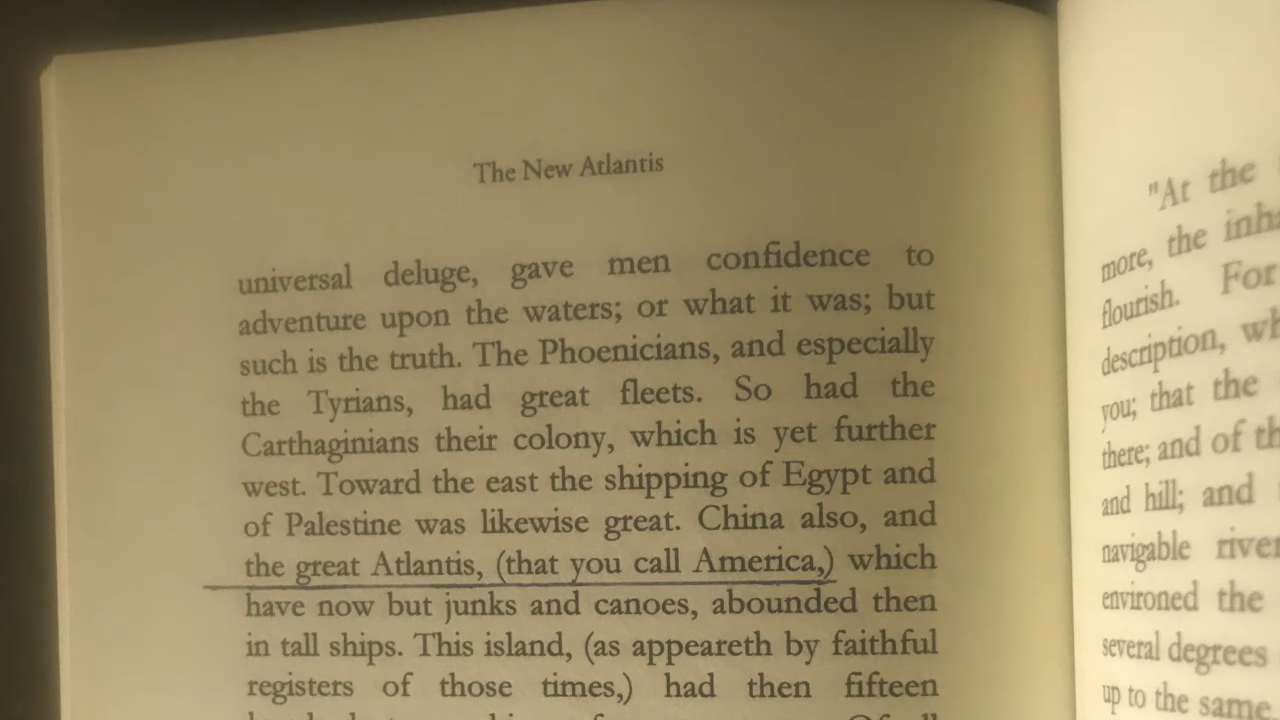 The New Atlantis
universal deluge, gave men confidence to
adventure upon the waters; or what it was; but
such is the truth. The Phoenicians, and especially
the Tyrians, had great fleets. So had the
Carthaginians their colony, which is yet further
west. Toward the east the shipping of Egypt and
of Palestine was likewise great. China also, and
the great Atlantis, (that you call America,) which
have now but junks and canoes, abounded then
in tall ships. This island, (as appeareth by faithful
registers of those times,) had then fifteen
"At the
more, the
flourish. For
description,
you; that the
there; and of
and hill; and
navigable
environed the
several degrees
up to the same